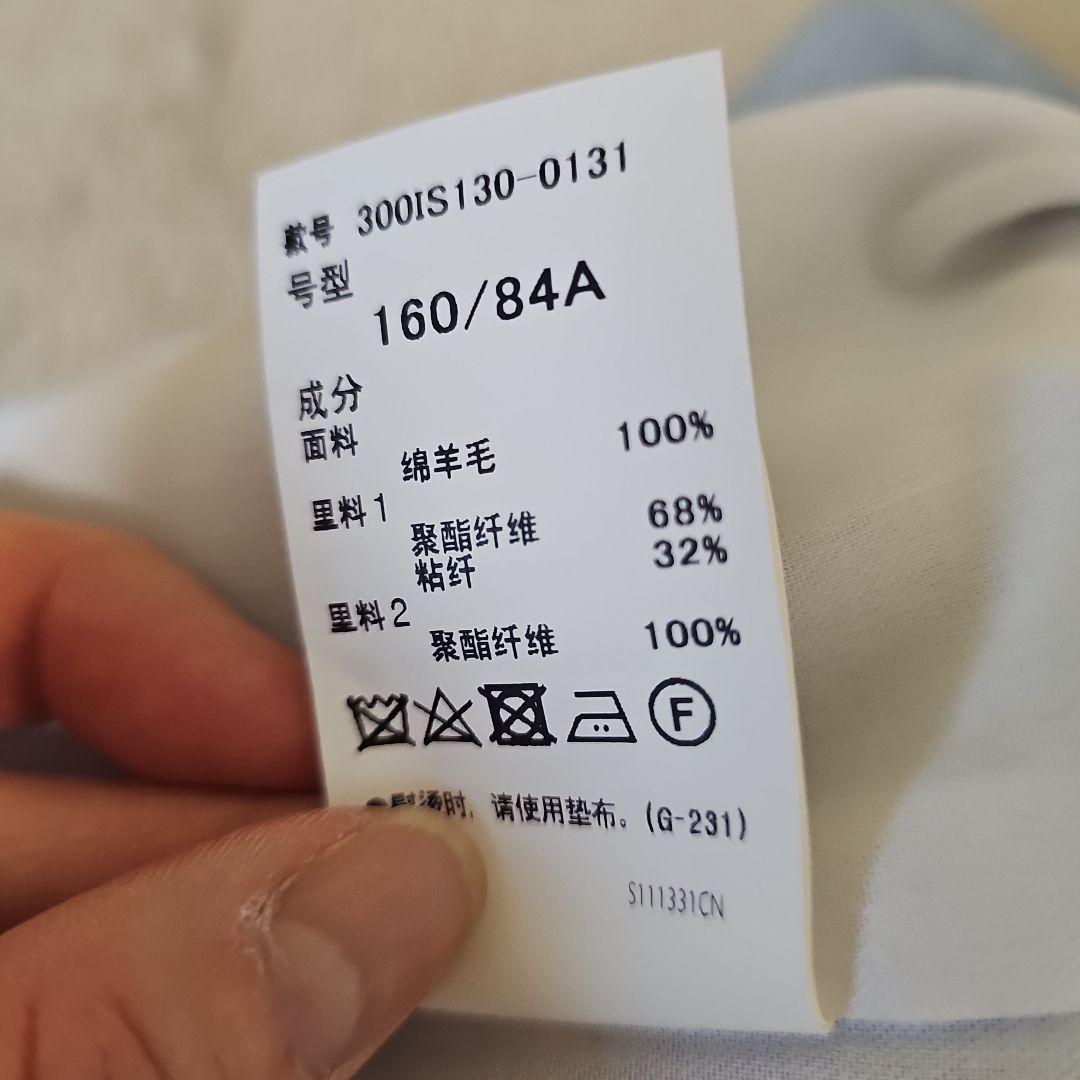 款号 300IS130-0131
号型
160/84A
成分
面料
绵羊毛 100%
里料1
聚酯纤维 68%
粘纤 32%
里料2
聚酯纤维 100%
F
●熨烫时，请使用垫布。(G-231)
S111331CN